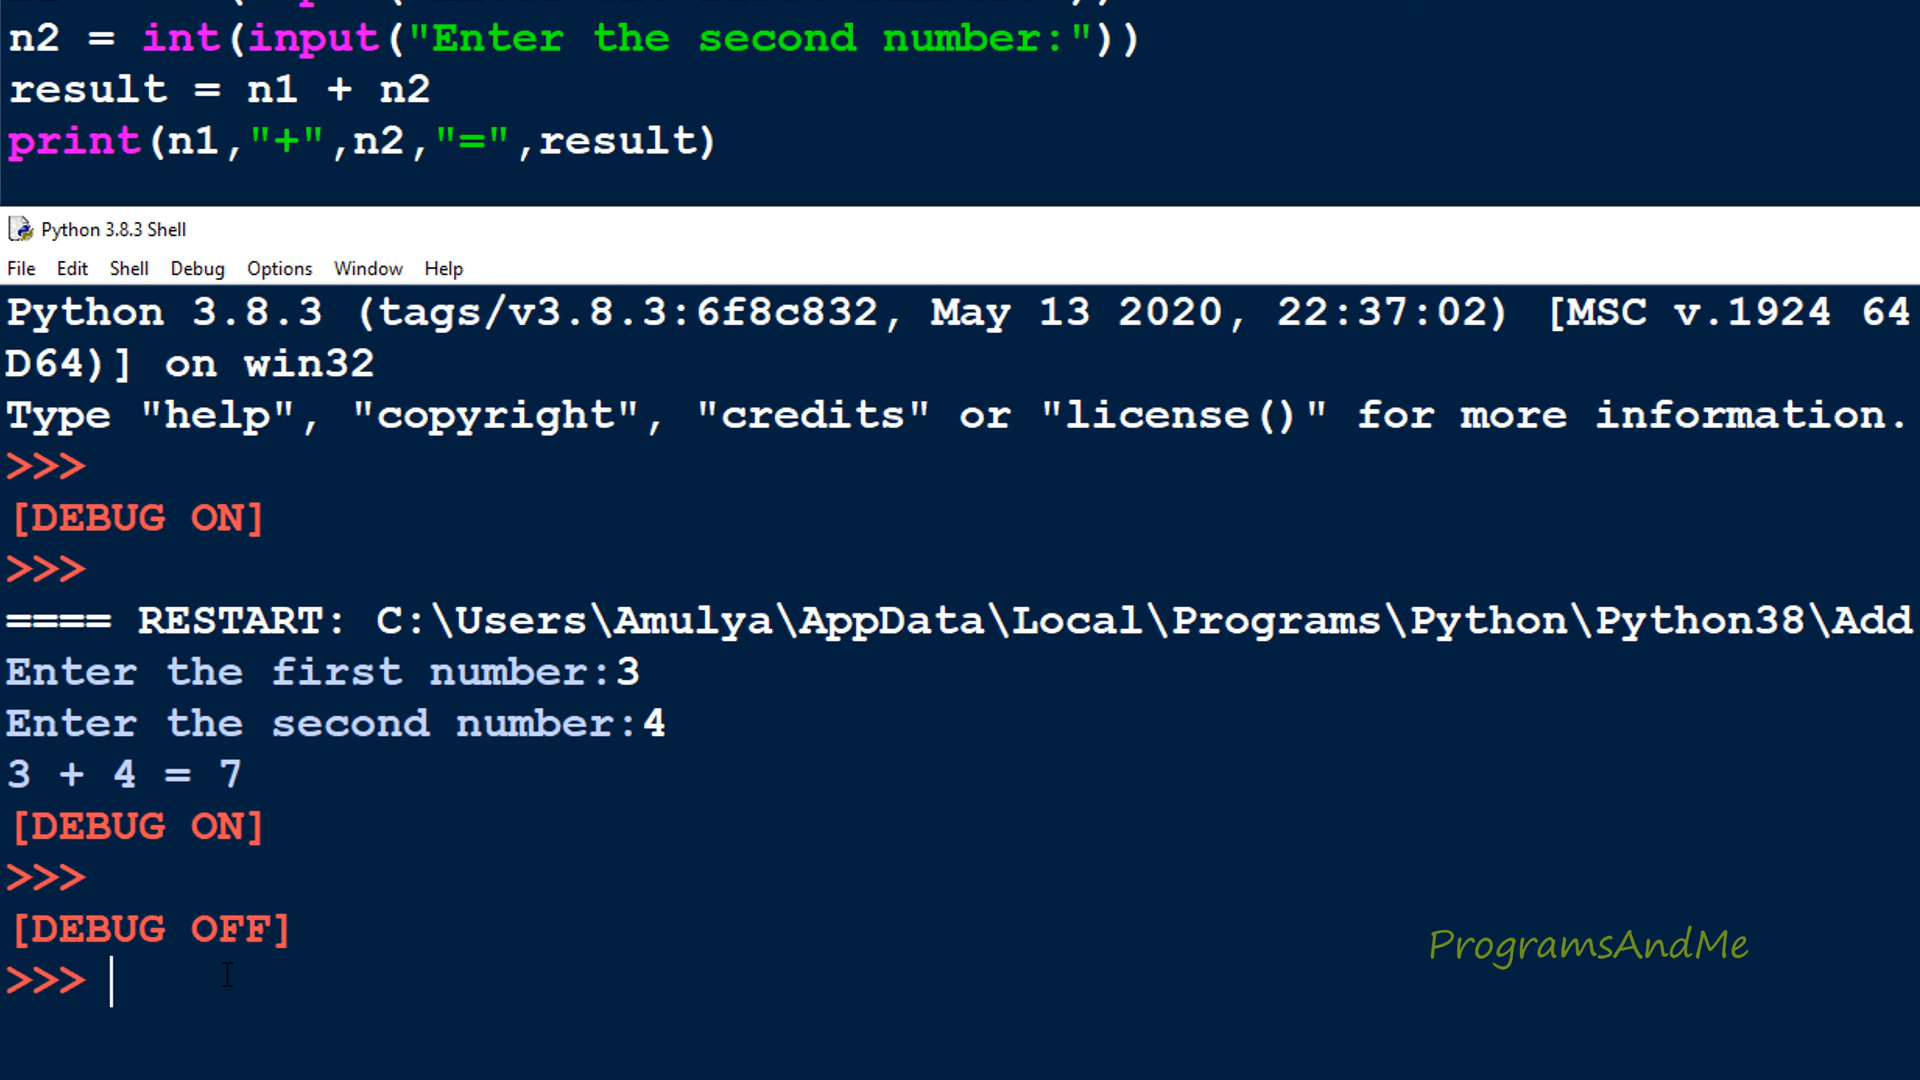 n2 = int(input("Enter the second number:"))
result = n1 + n2
print(n1,"+",n2,"=",result)
Python 3.8.3 Shell
File Edit Shell Debug Options Window Help
Python 3.8.3 (tags/v3.8.3:6f8c832, May 13 2020, 22:37:02) [MSC v.1924 64
D64)] on win32
Type "help", "copyright", "credits" or "license()" for more information.
>>>
[DEBUG ON]
>>>
==== RESTART: C:\Users\Amulya\AppData\Local\Programs\Python\Python38\Add
Enter the first number:3
Enter the second number:4
3 + 4 = 7
[DEBUG ON]
>>>
[DEBUG OFF]
>>>
ProgramsAndMe